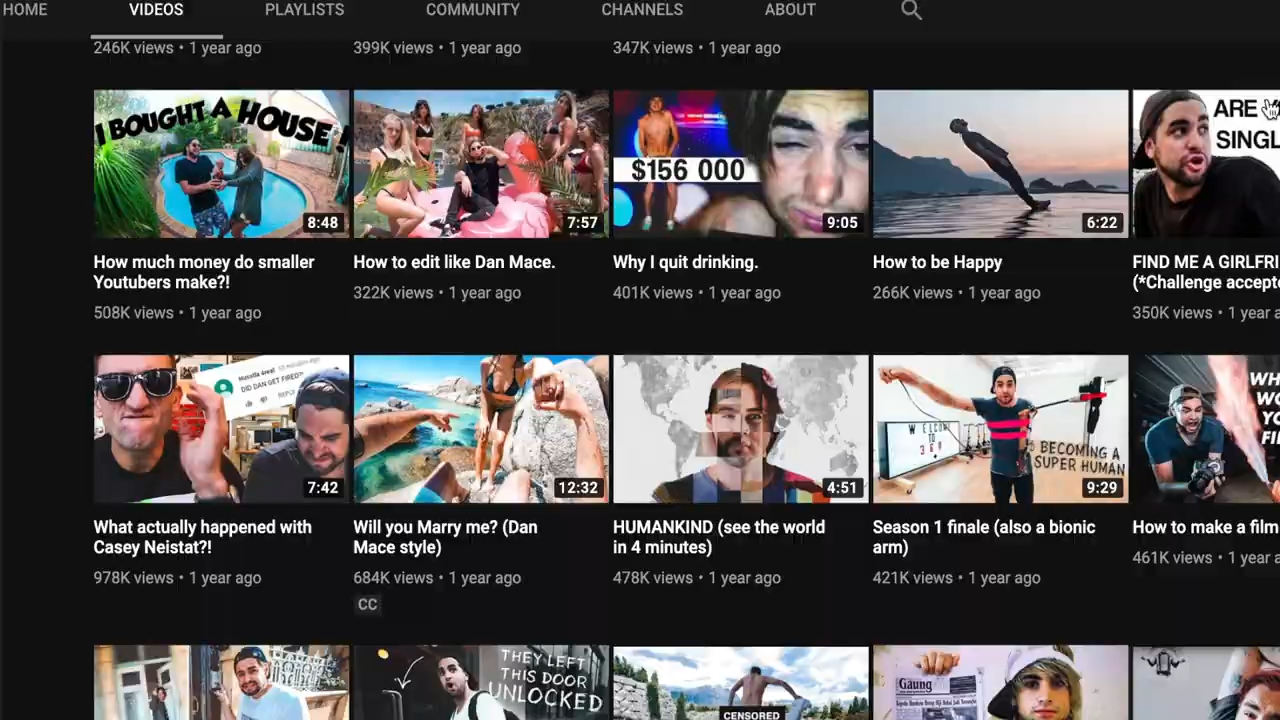 HOME VIDEOS PLAYLISTS COMMUNITY CHANNELS ABOUT
246K views • 1 year ago
399K views • 1 year ago
347K views • 1 year ago
I BOUGHT A HOUSE !
8:48
7:57
$156 000
9:05
6:22
ARE
SINGL
How much money do smaller
Youtubers make?!
508K views • 1 year ago
How to edit like Dan Mace.
322K views • 1 year ago
Why I quit drinking.
401K views • 1 year ago
How to be Happy
266K views • 1 year ago
FIND ME A GIRLFRI
(*Challenge accepte
350K views • 1 year a
DID DAN GET FIRED?
REPLY
7:42
12:32
4:51
WELCOME
TO
368
BECOMING A
SUPER HUMAN
9:29
WH
WO
YO
FI
What actually happened with
Casey Neistat?!
978K views • 1 year ago
Will you Marry me? (Dan
Mace style)
684K views • 1 year ago
CC
HUMANKIND (see the world
in 4 minutes)
478K views • 1 year ago
Season 1 finale (also a bionic
arm)
421K views • 1 year ago
How to make a film
461K views • 1 year a
THEY LEFT
THIS DOOR
UNLOCKED
CENSORED
Gaung